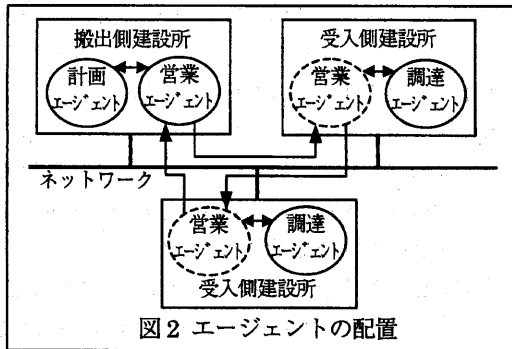 搬出側建設所
計画
エージェント
営業
エージェント
受入側建設所
営業
エージェント
調達
エージェント
ネットワーク
営業
エージェント
調達
エージェント
受入側建設所
図2 エージェントの配置